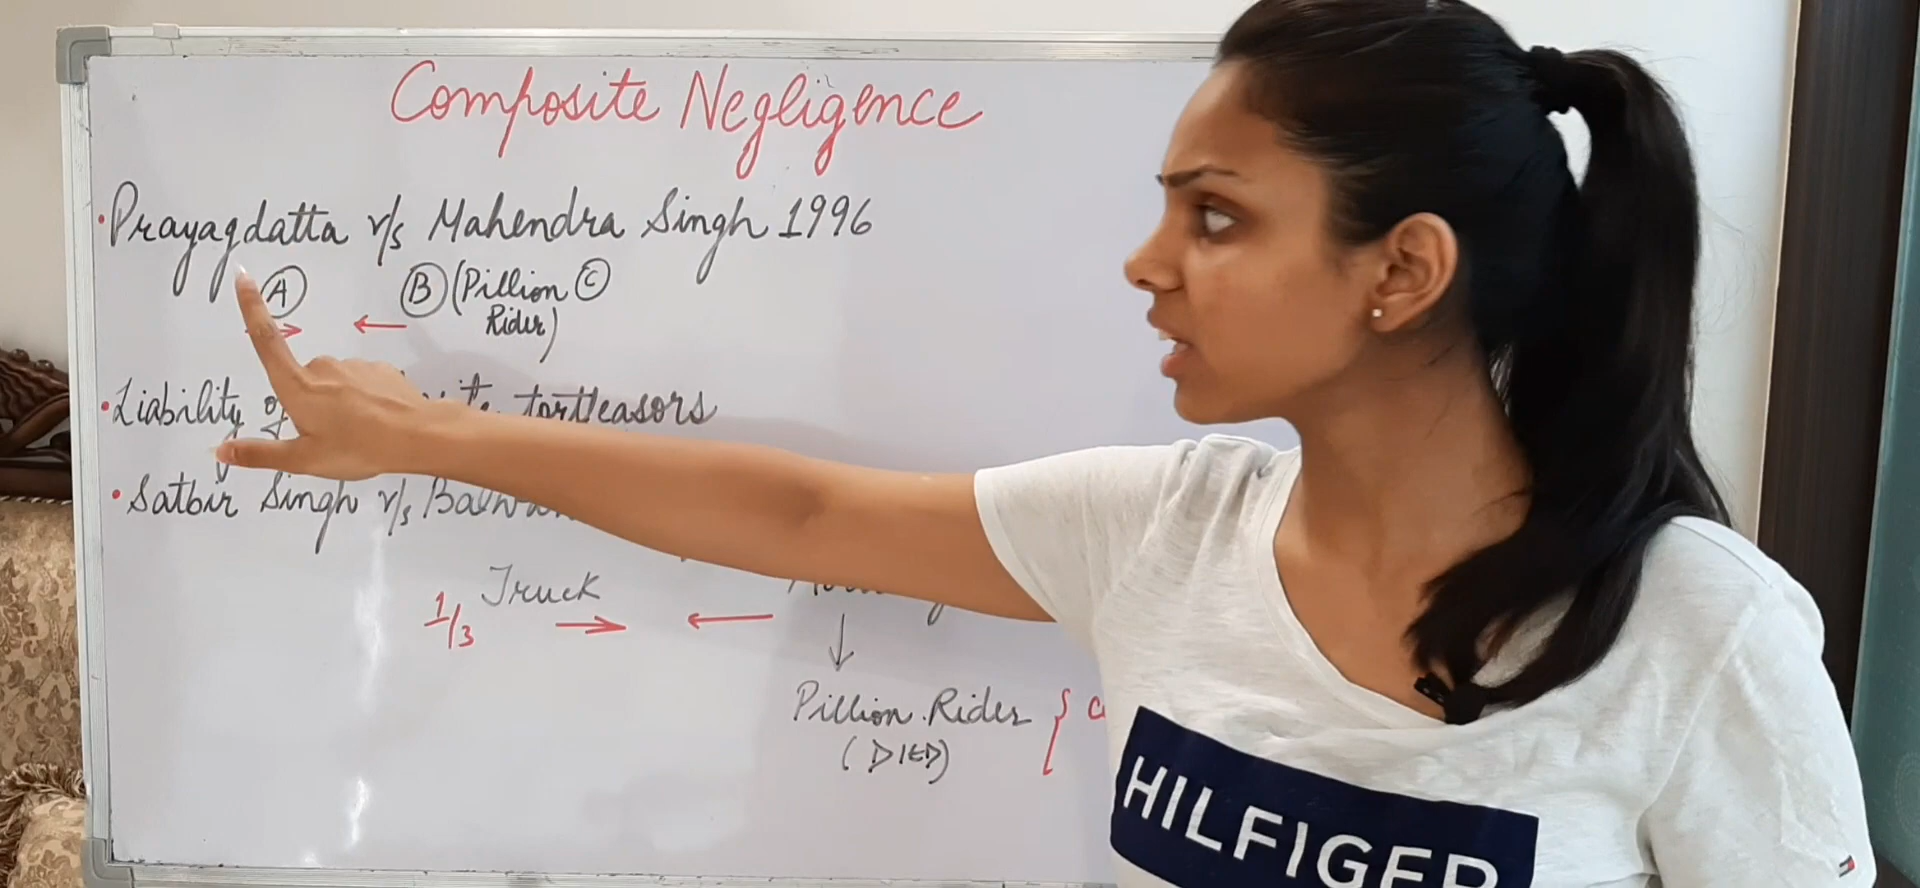 Composite Negligence
• Prayagdatta v/s Mahendra Singh 1996
A B (Pillion C
Rider)
• Liability of tortfeasors
• Satbir Singh v/s
1/3 Truck
Pillion Rider
(DIED)
HILFIGER